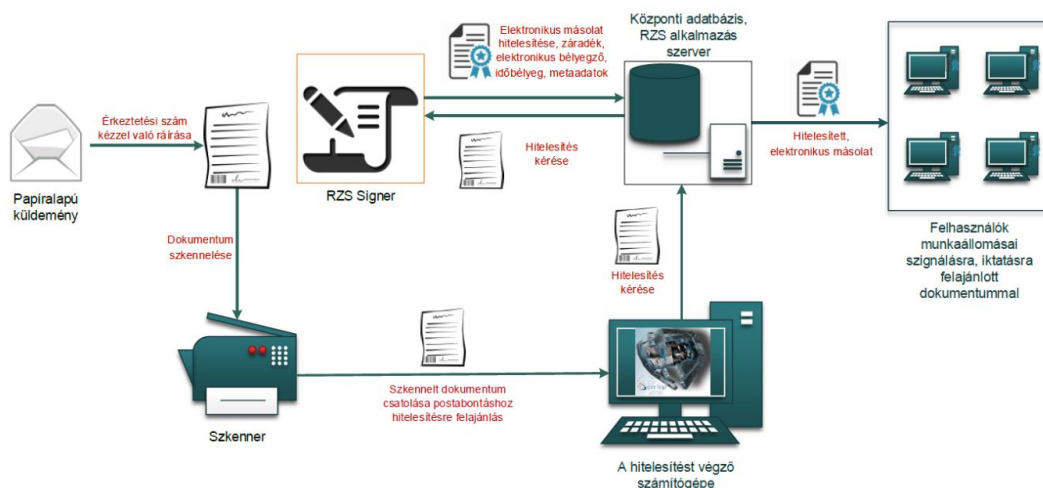 Elektronikus másolat
hitelesítése, záradék,
elektronikus bélyegző,
időbélyeg, metaadatok
Központi adatbázis,
RZS alkalmazás
szerver
Érkeztetési szám
kézzel való ráírása
Hitelesítés
kérése
Hitelesített,
elektronikus másolat
Papíralapú
küldemény
RZS Signer
Dokumentum
szkennelése
Hitelesítés
kérése
Felhasználók
munkaállomásai
szignálásra, iktatásra
felajánlott
dokumentummal
Szkennelt dokumentum
csatolása postabontáshoz
hitelesítésre felajánlás
Szkenner
A hitelesítést végző
számítógépe